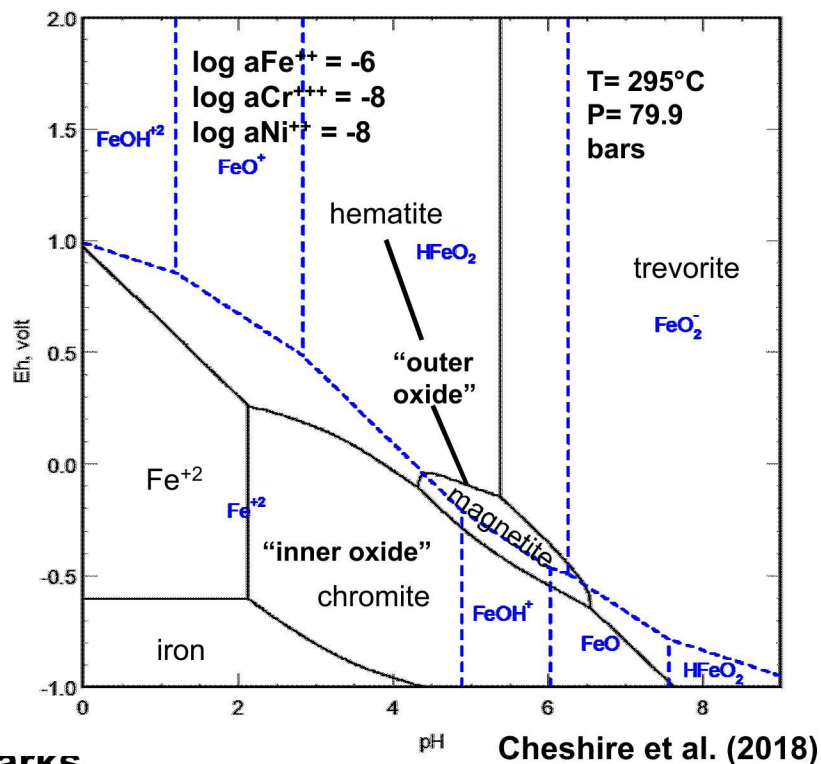 2.0
1.5
1.0
0.5
0.0
-0.5
-1.0
Eh, volt
log aFe⁺⁺ = -6
log aCr⁺⁺⁺ = -8
log aNi⁺⁺ = -8
T= 295°C
P= 79.9
bars
FeOH⁺²
FeO⁺
hematite
HFeO₂
trevorite
FeO₂⁻
“outer
oxide”
Fe⁺²
Fe⁺²
magnetite
“inner oxide”
chromite
FeOH⁺
FeO
HFeO₂
iron
0
2
4
6
8
pH
Cheshire et al. (2018)